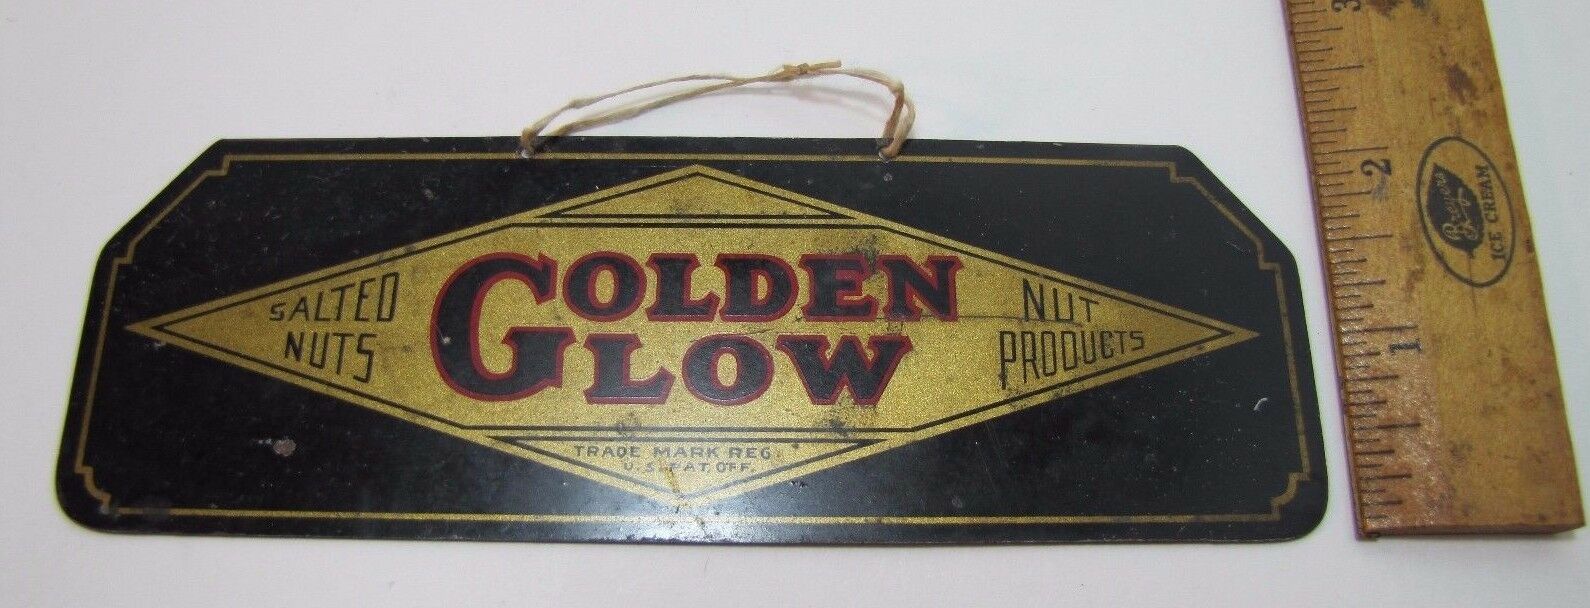 SALTED
NUTS
GOLDEN
GLOW
NUT
PRODUCTS
TRADE MARK REG.
U.S. PAT OFF.
3
2
1
Breyers
ICE CREAM